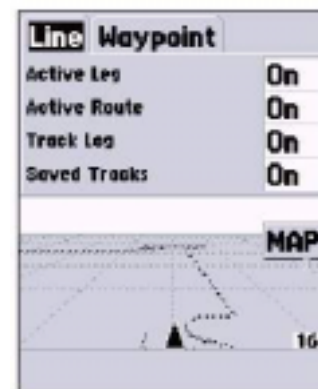 Line Waypoint
Active Leg On
Active Route On
Track Log On
Saved Tracks On
MAP
16